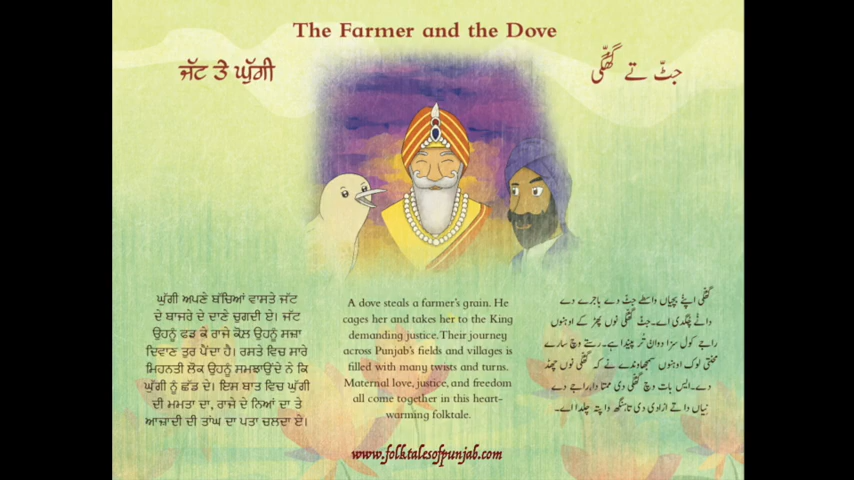 The Farmer and the Dove
ਜੱਟ ਤੇ ਘੁੱਗੀ
جٹّ تے گھُگّی
ਘੁੱਗੀ ਅਪਣੇ ਬੱਚਿਆਂ ਵਾਸਤੇ ਜੱਟ
ਦੇ ਬਾਜਰੇ ਦੇ ਦਾਣੇ ਚੁਗਦੀ ਏ। ਜੱਟ
ਉਹਨੂੰ ਫਡ ਕੇ ਰਾਜੇ ਕੋਲ਼ ਉਹਨੂੰ ਸਜ਼ਾ
ਦਿਵਾਣ ਤੁਰ ਪੈਂਦਾ ਹੈ। ਰਸਤੇ ਵਿਚ ਸਾਰੇ
ਮਿਹਨਤੀ ਲੋਕ ਉਹਨੂੰ ਸਮਝਾਉਂਦੇ ਨੇ ਕਿ
ਘੁੱਗੀ ਨੂੰ ਛੱਡ ਦੇ। ਇਸ ਬਾਤ ਵਿਚ ਘੁੱਗੀ
ਦੀ ਮਮਤਾ ਦਾ, ਰਾਜੇ ਦੇ ਨਿਆਂ ਦਾ ਤੇ
ਆਜ਼ਾਦੀ ਦੀ ਤਾਂਘ ਦਾ ਪਤਾ ਚਲਦਾ ਏ।
A dove steals a farmer's grain. He
cages her and takes her to the King
demanding justice. Their journey
across Punjab's fields and villages is
filled with many twists and turns.
Maternal love, justice, and freedom
all come together in this heart-
warming folktale.
گھُگّی اپنے بچیاں واسطے جٹ دے باجرے دے
دانے چُگدی اے۔ جٹ گھُگّی نوں پھڑ کے اوہنوں
راجے کول سزا دوان تُر پیندا ہے۔ رستے وچ سارے
محنتی لوک اوہنوں سمجھاوندے نے کہ گھُگّی نوں چھڈ
دے۔ ایس بات وچ گھُگّی دی ممتا دا، راجے دے
نیاں دا تے ازادی دی تاہنگھ دا پتہ چلدا اے۔
www.folktalesofpunjab.com